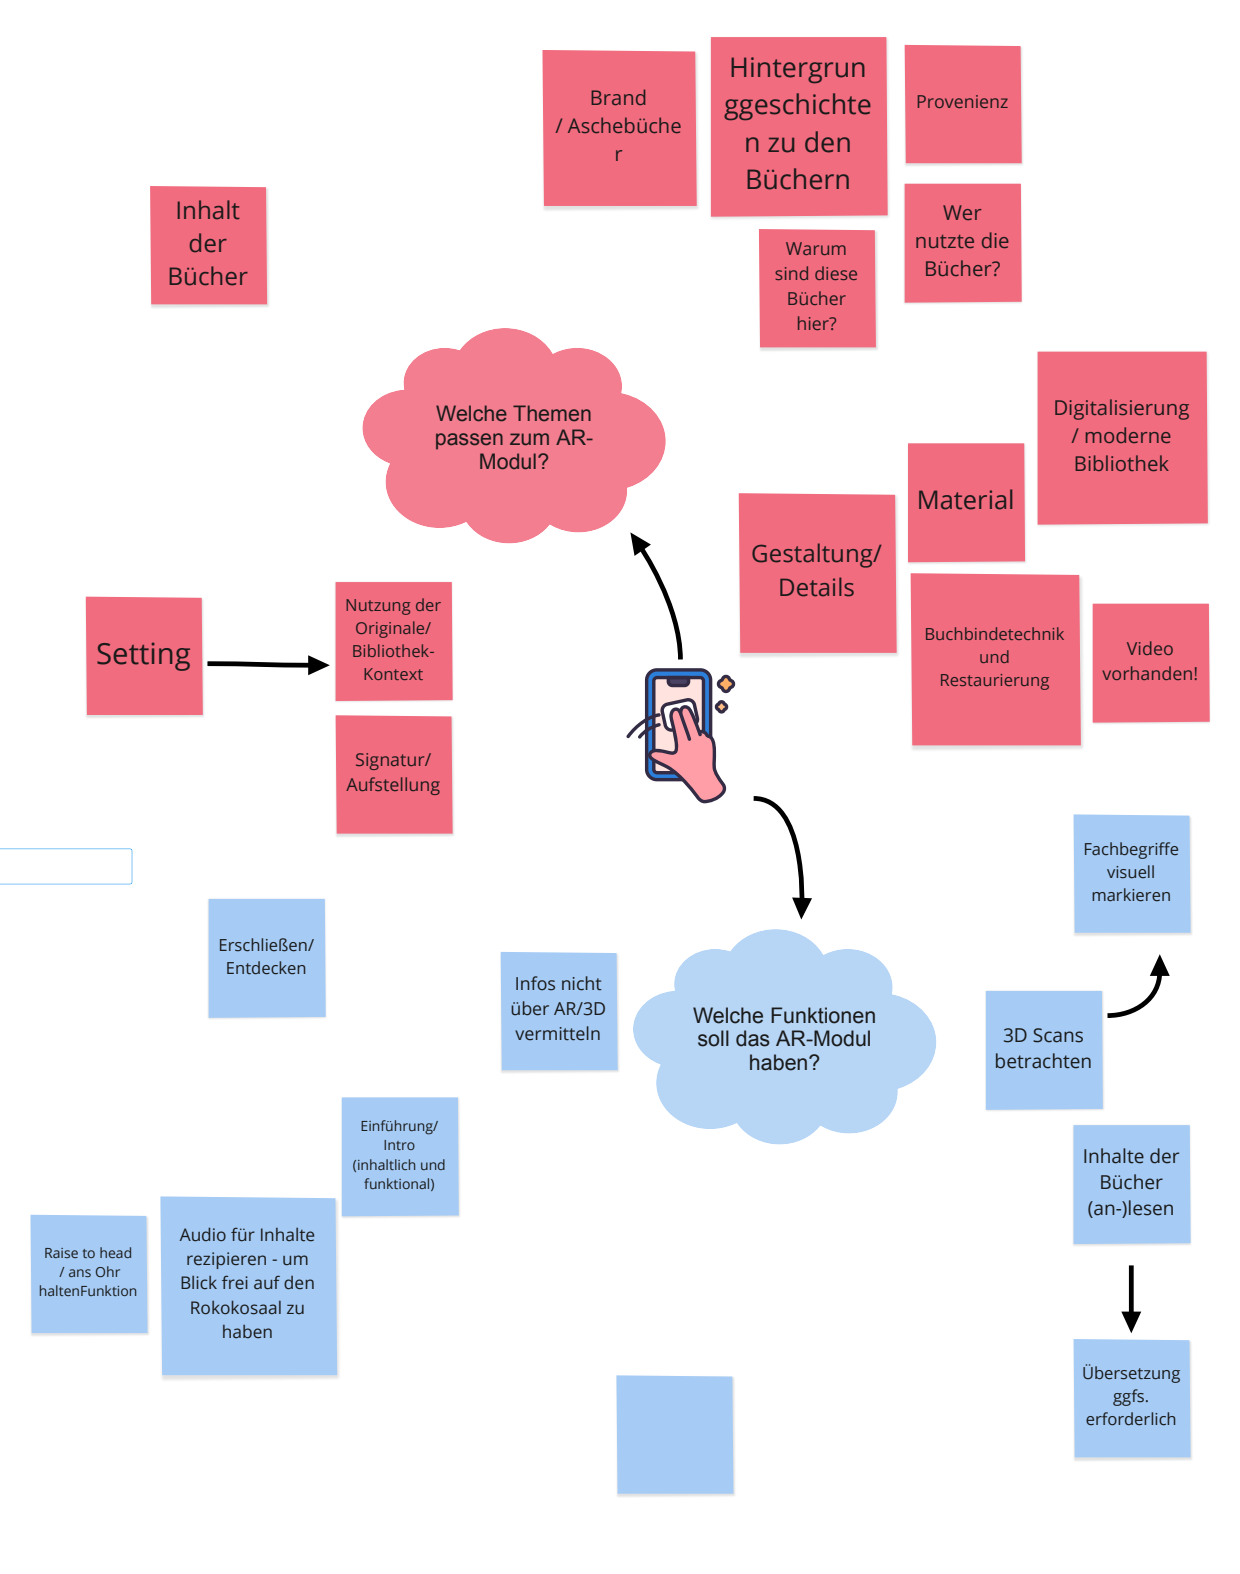 Brand
/ Aschebüche
r
Hintergrun
ggeschichte
n zu den
Büchern
Provenienz
Inhalt
der
Bücher
Warum
sind diese
Bücher
hier?
Wer
nutzte die
Bücher?
Welche Themen
passen zum AR-
Modul?
Digitalisierung
/ moderne
Bibliothek
Material
Gestaltung/
Details
Buchbindetechnik
und
Restaurierung
Video
vorhanden!
Setting
Nutzung der
Originale/
Bibliothek-
Kontext
Signatur/
Aufstellung
Fachbegriffe
visuell
markieren
Erschließen/
Entdecken
Infos nicht
über AR/3D
vermitteln
Welche Funktionen
soll das AR-Modul
haben?
3D Scans
betrachten
Einführung/
Intro
(inhaltlich und
funktional)
Inhalte der
Bücher
(an-)lesen
Raise to head
/ ans Ohr
haltenFunktion
Audio für Inhalte
rezipieren - um
Blick frei auf den
Rokokosaal zu
haben
Übersetzung
ggfs.
erforderlich